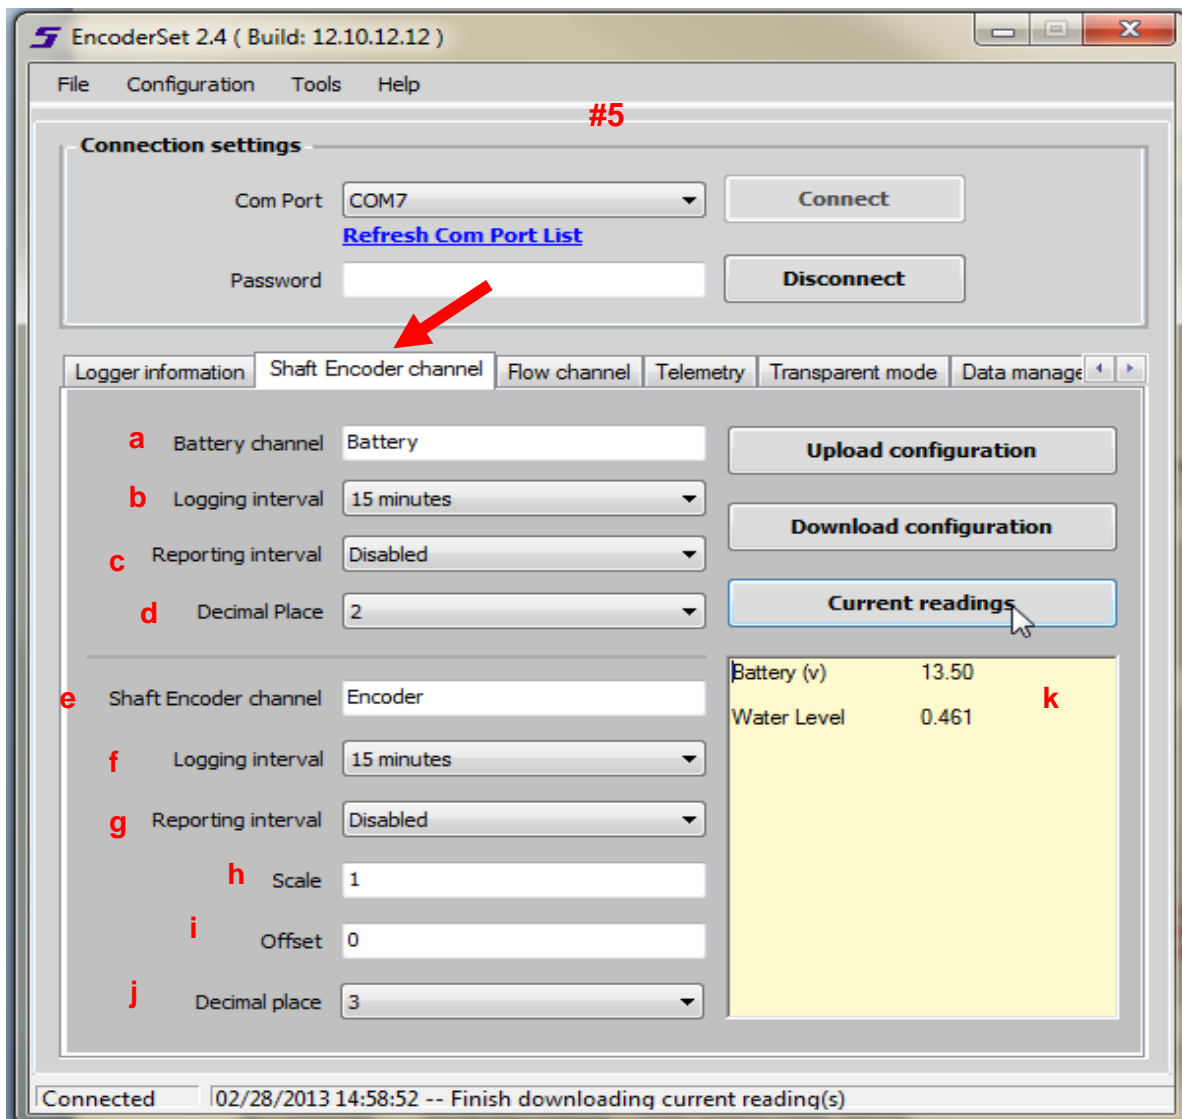 EncoderSet 2.4 ( Build: 12.10.12.12 )
File Configuration Tools Help
#5
Connection settings
Com Port COM7 Connect
Refresh Com Port List
Password Disconnect
Logger information Shaft Encoder channel Flow channel Telemetry Transparent mode Data manage
a Battery channel Battery Upload configuration
b Logging interval 15 minutes
c Reporting interval Disabled Download configuration
d Decimal Place 2 Current readings
Battery (v) 13.50
e Shaft Encoder channel Encoder k
Water Level 0.461
f Logging interval 15 minutes
g Reporting interval Disabled
h Scale 1
i Offset 0
j Decimal place 3
Connected 02/28/2013 14:58:52 -- Finish downloading current reading(s)